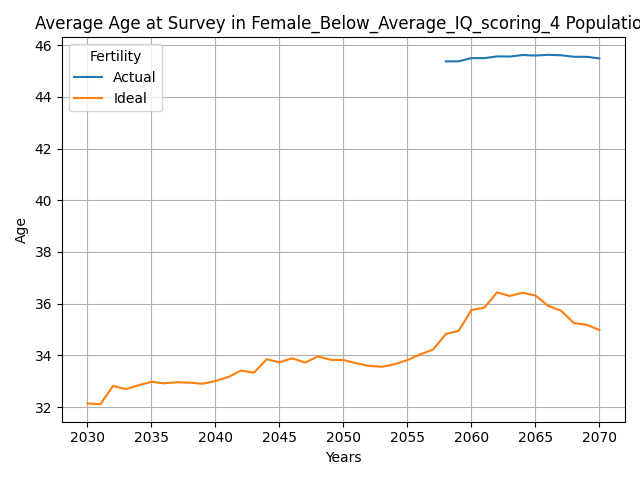 Average Age at Survey in Female_Below_Average_IQ_scoring_4 Populatio
Fertility
Actual
Ideal
46
44
42
40
38
36
34
32
Age
2030 2035 2040 2045 2050 2055 2060 2065 2070
Years